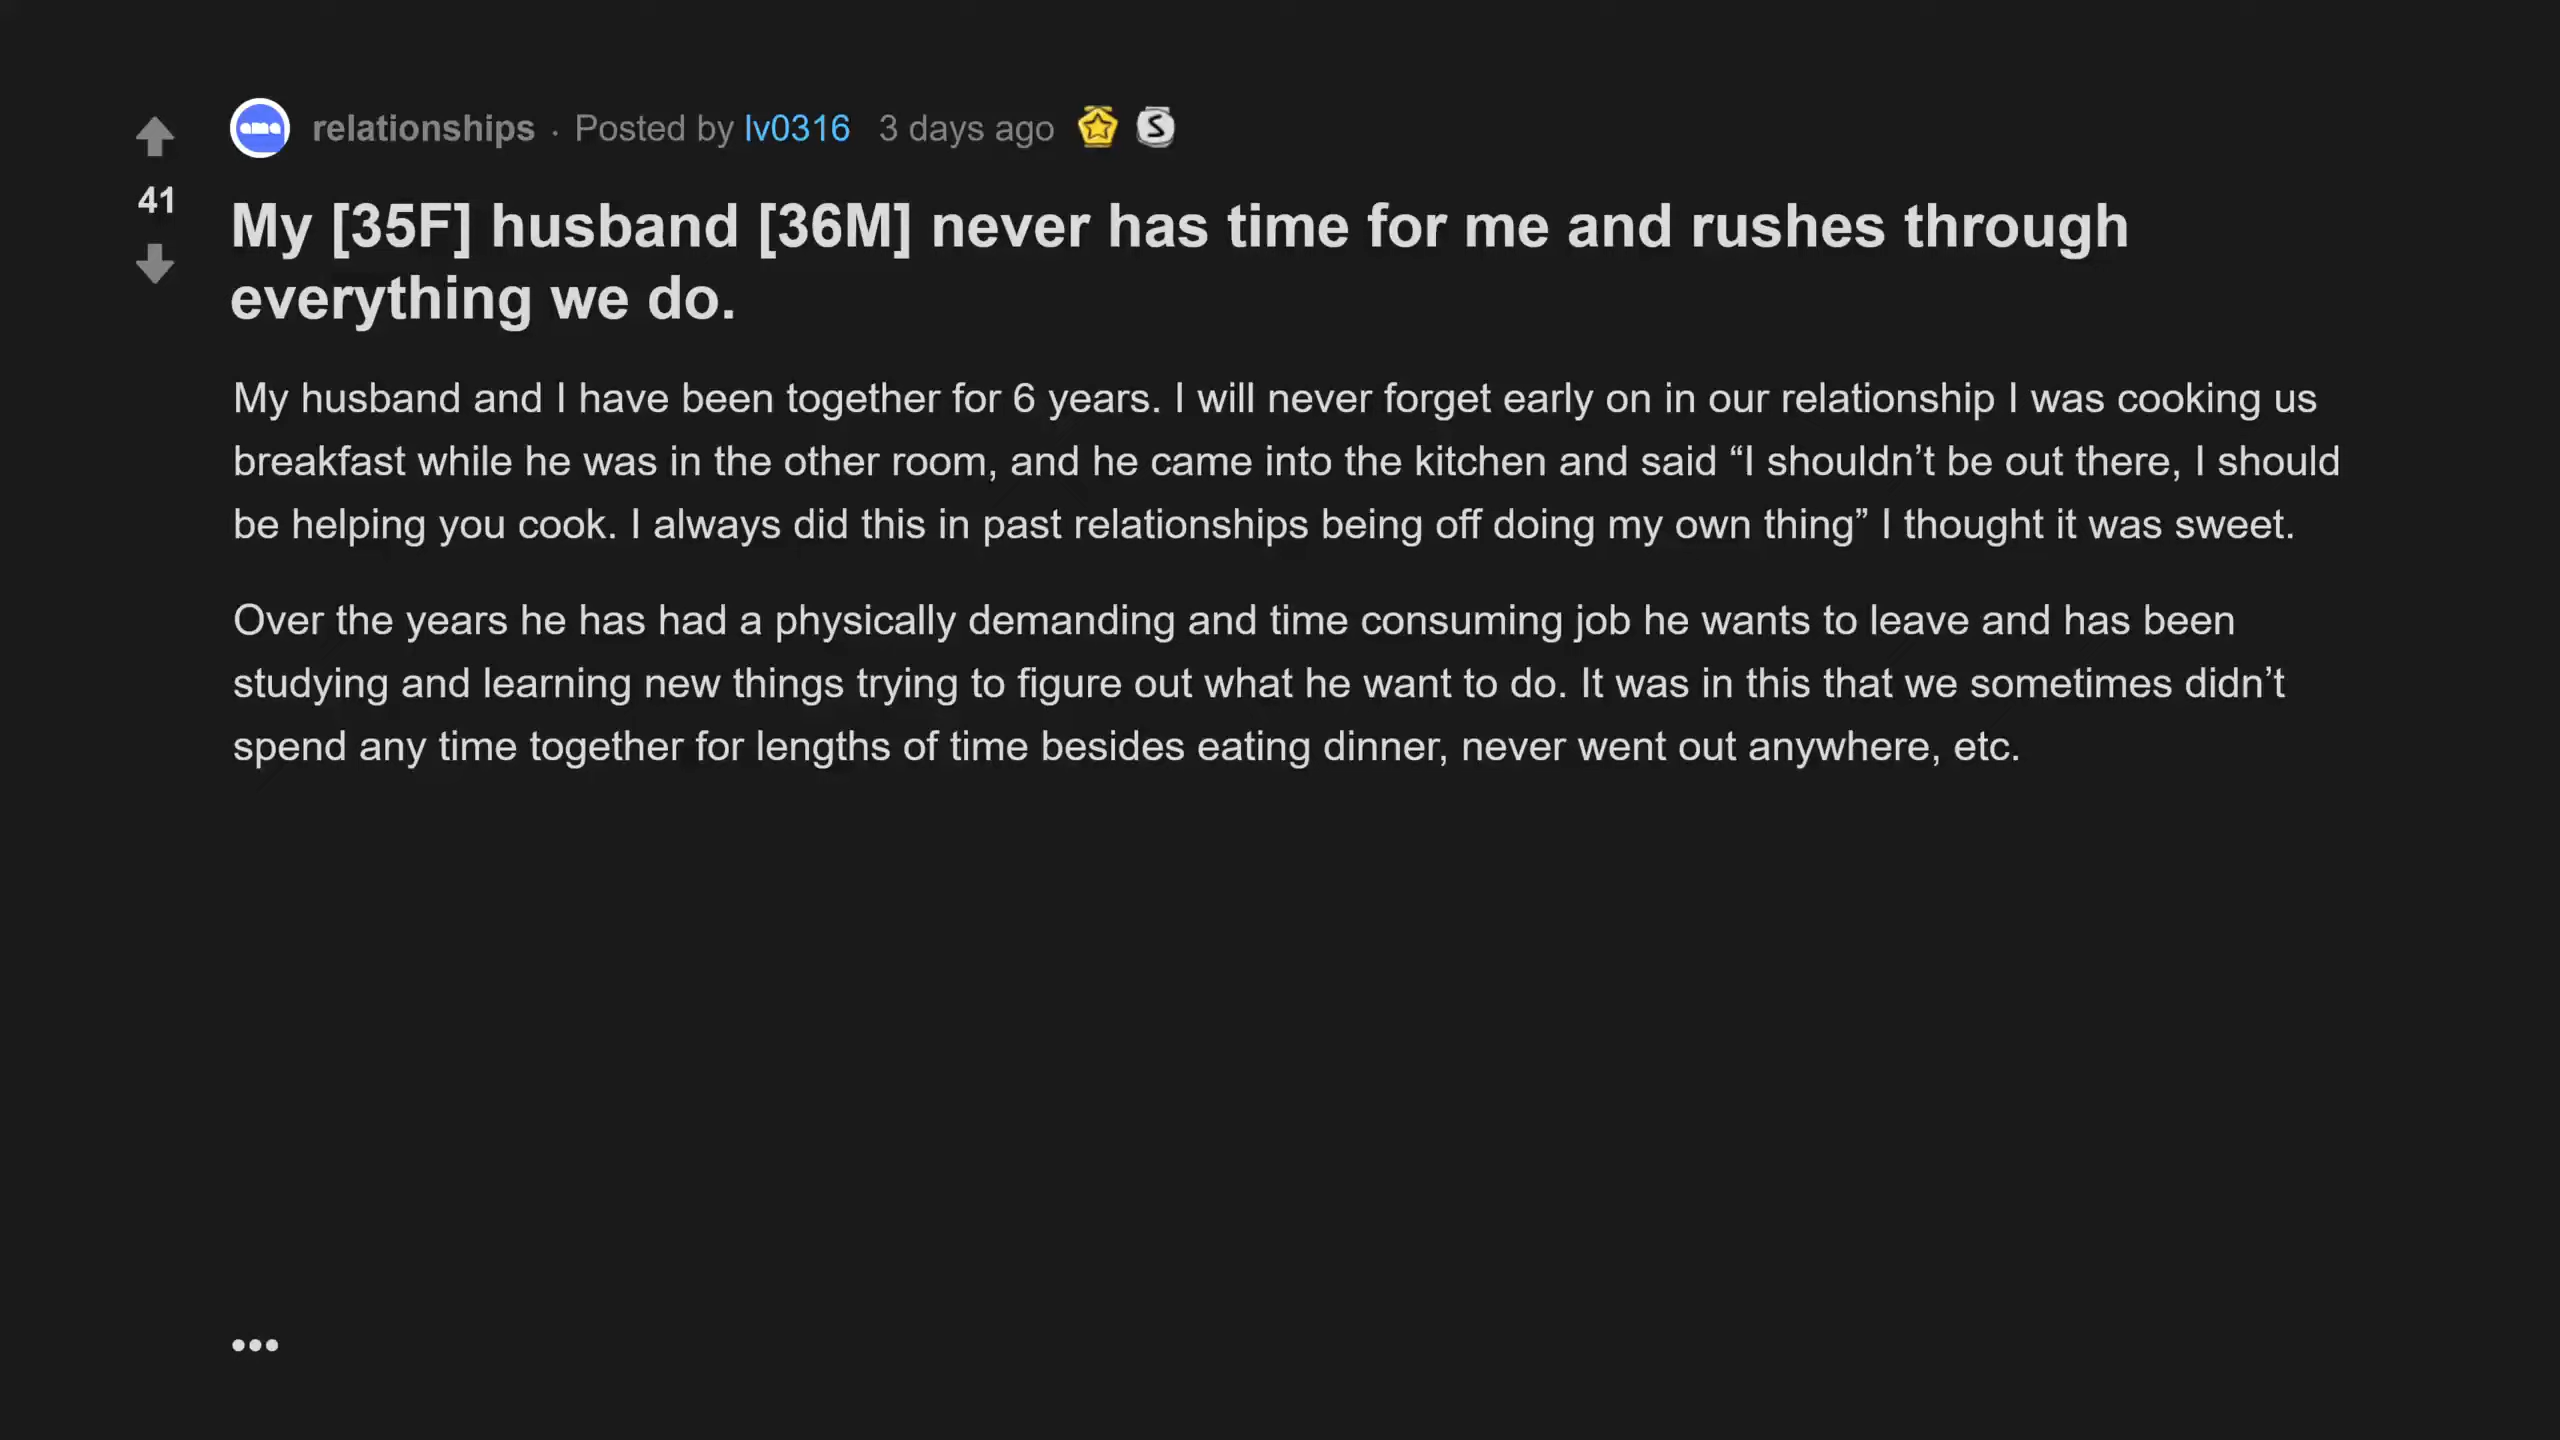 relationships · Posted by lv0316 3 days ago
41
My [35F] husband [36M] never has time for me and rushes through
everything we do.
My husband and I have been together for 6 years. I will never forget early on in our relationship I was cooking us
breakfast while he was in the other room, and he came into the kitchen and said “I shouldn’t be out there, I should
be helping you cook. I always did this in past relationships being off doing my own thing” I thought it was sweet.
Over the years he has had a physically demanding and time consuming job he wants to leave and has been
studying and learning new things trying to figure out what he want to do. It was in this that we sometimes didn’t
spend any time together for lengths of time besides eating dinner, never went out anywhere, etc.